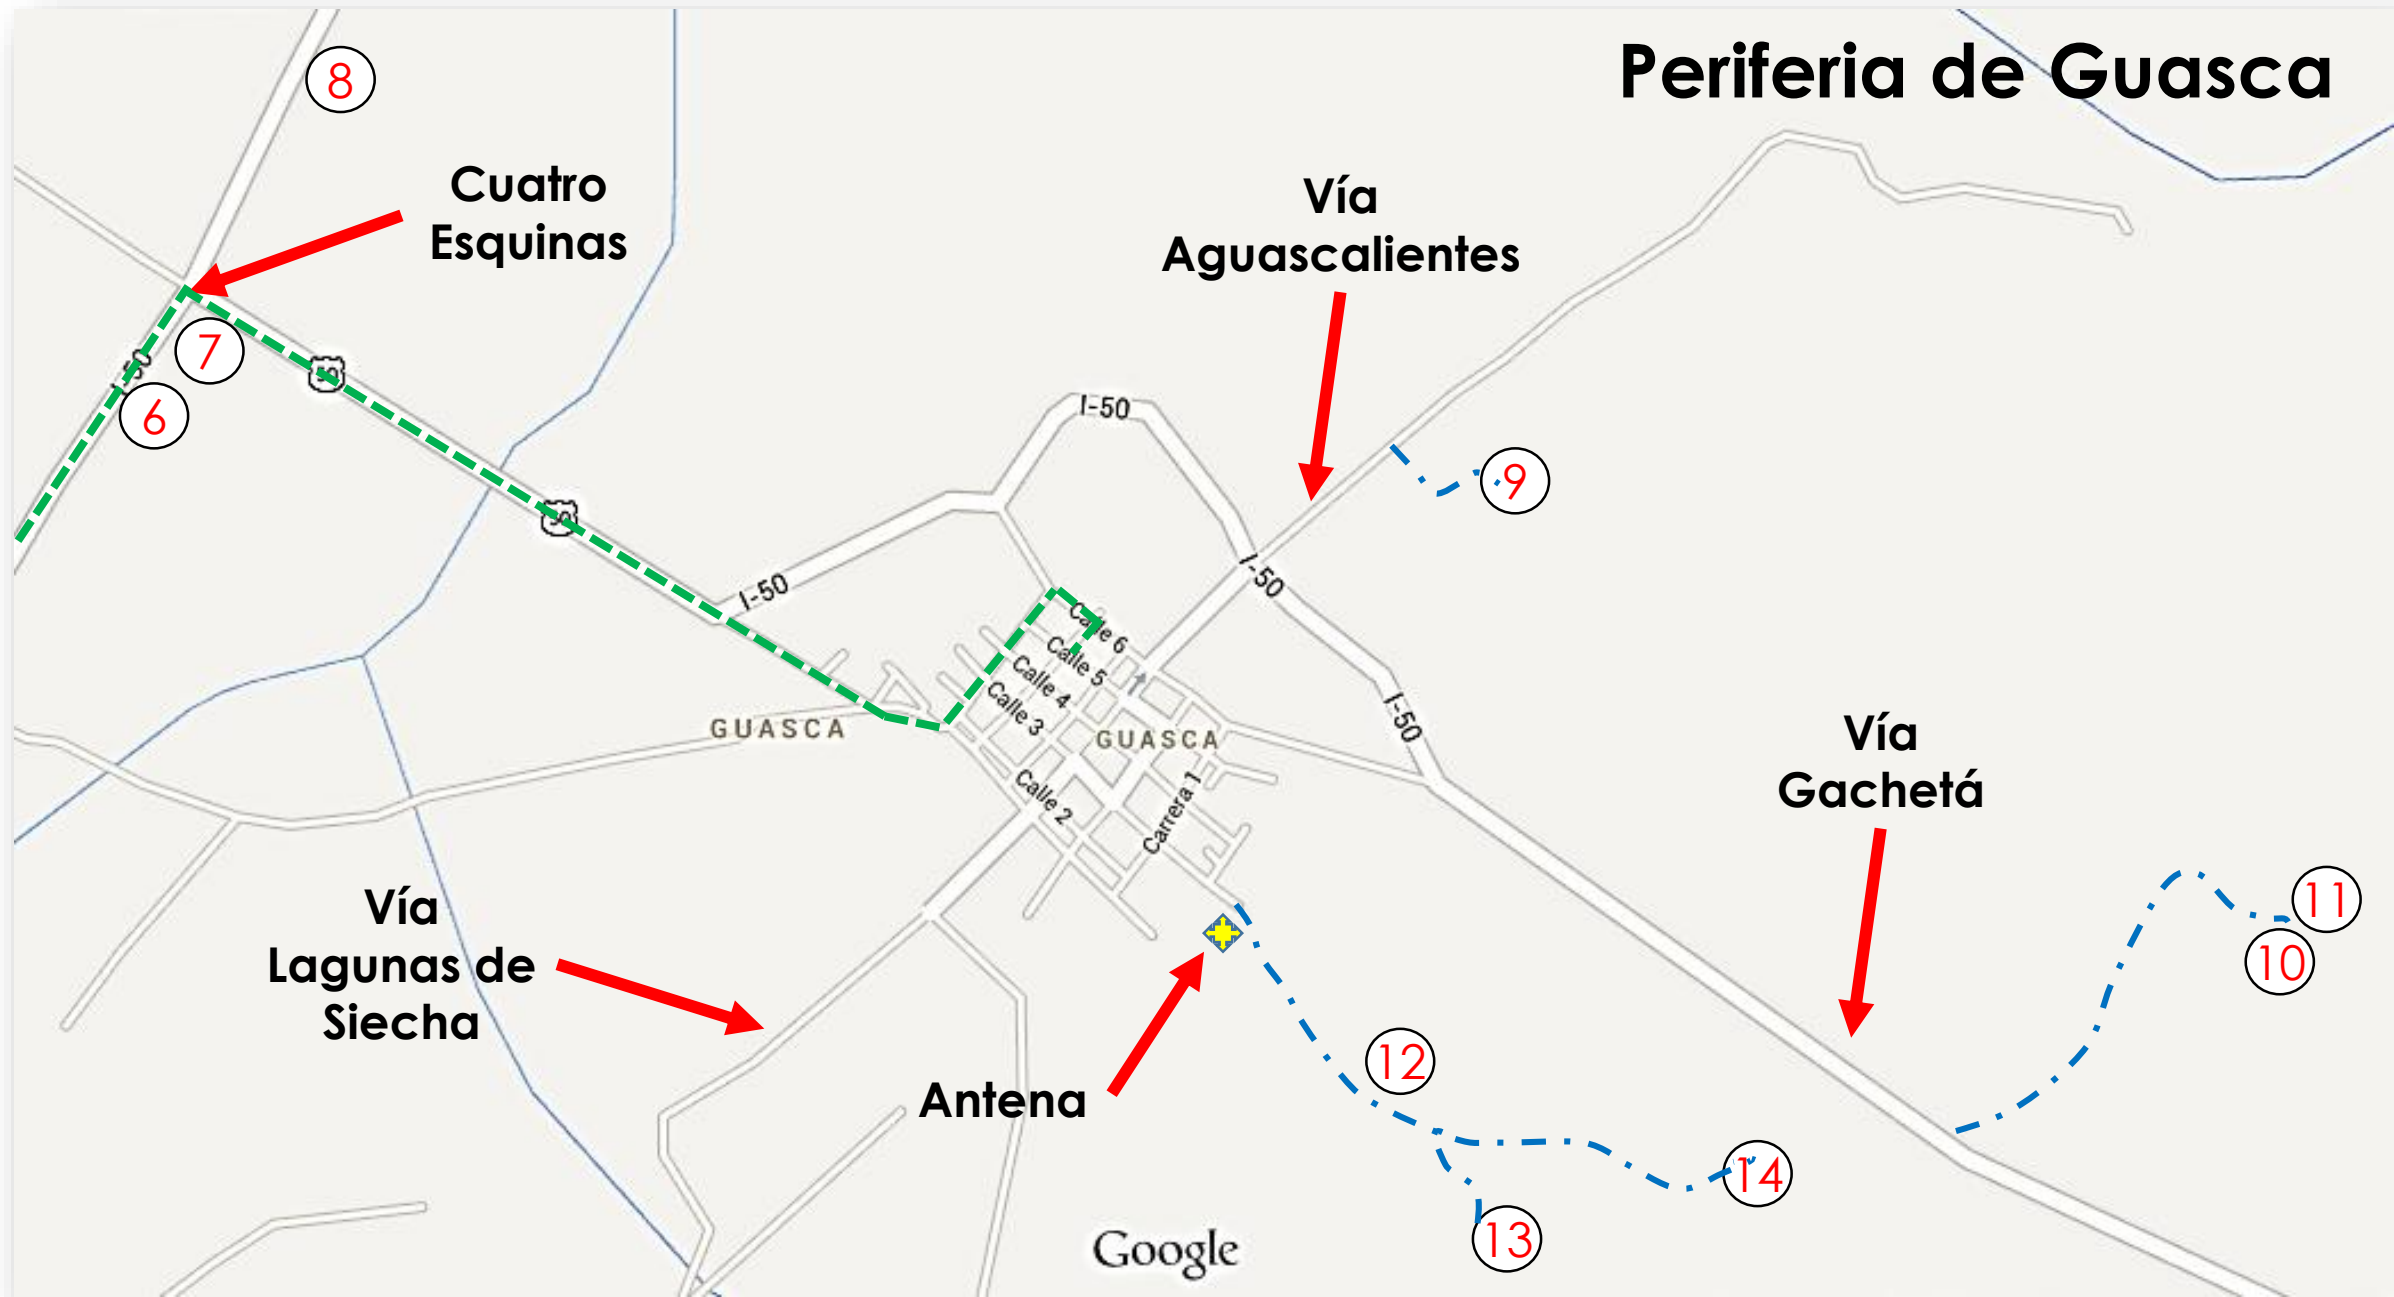 Periferia de Guasca
8
Cuatro
Esquinas
Vía
Aguascalientes
7
I-50
50
6
I-50
9
50
I-50
I-50
Calle 6
Calle 5
Calle 4
Calle 3
I-50
GUASCA
GUASCA
Vía
Gachetá
Calle 2
Carrera 1
Vía
Lagunas de
Siecha
11
10
12
Antena
14
13
Google